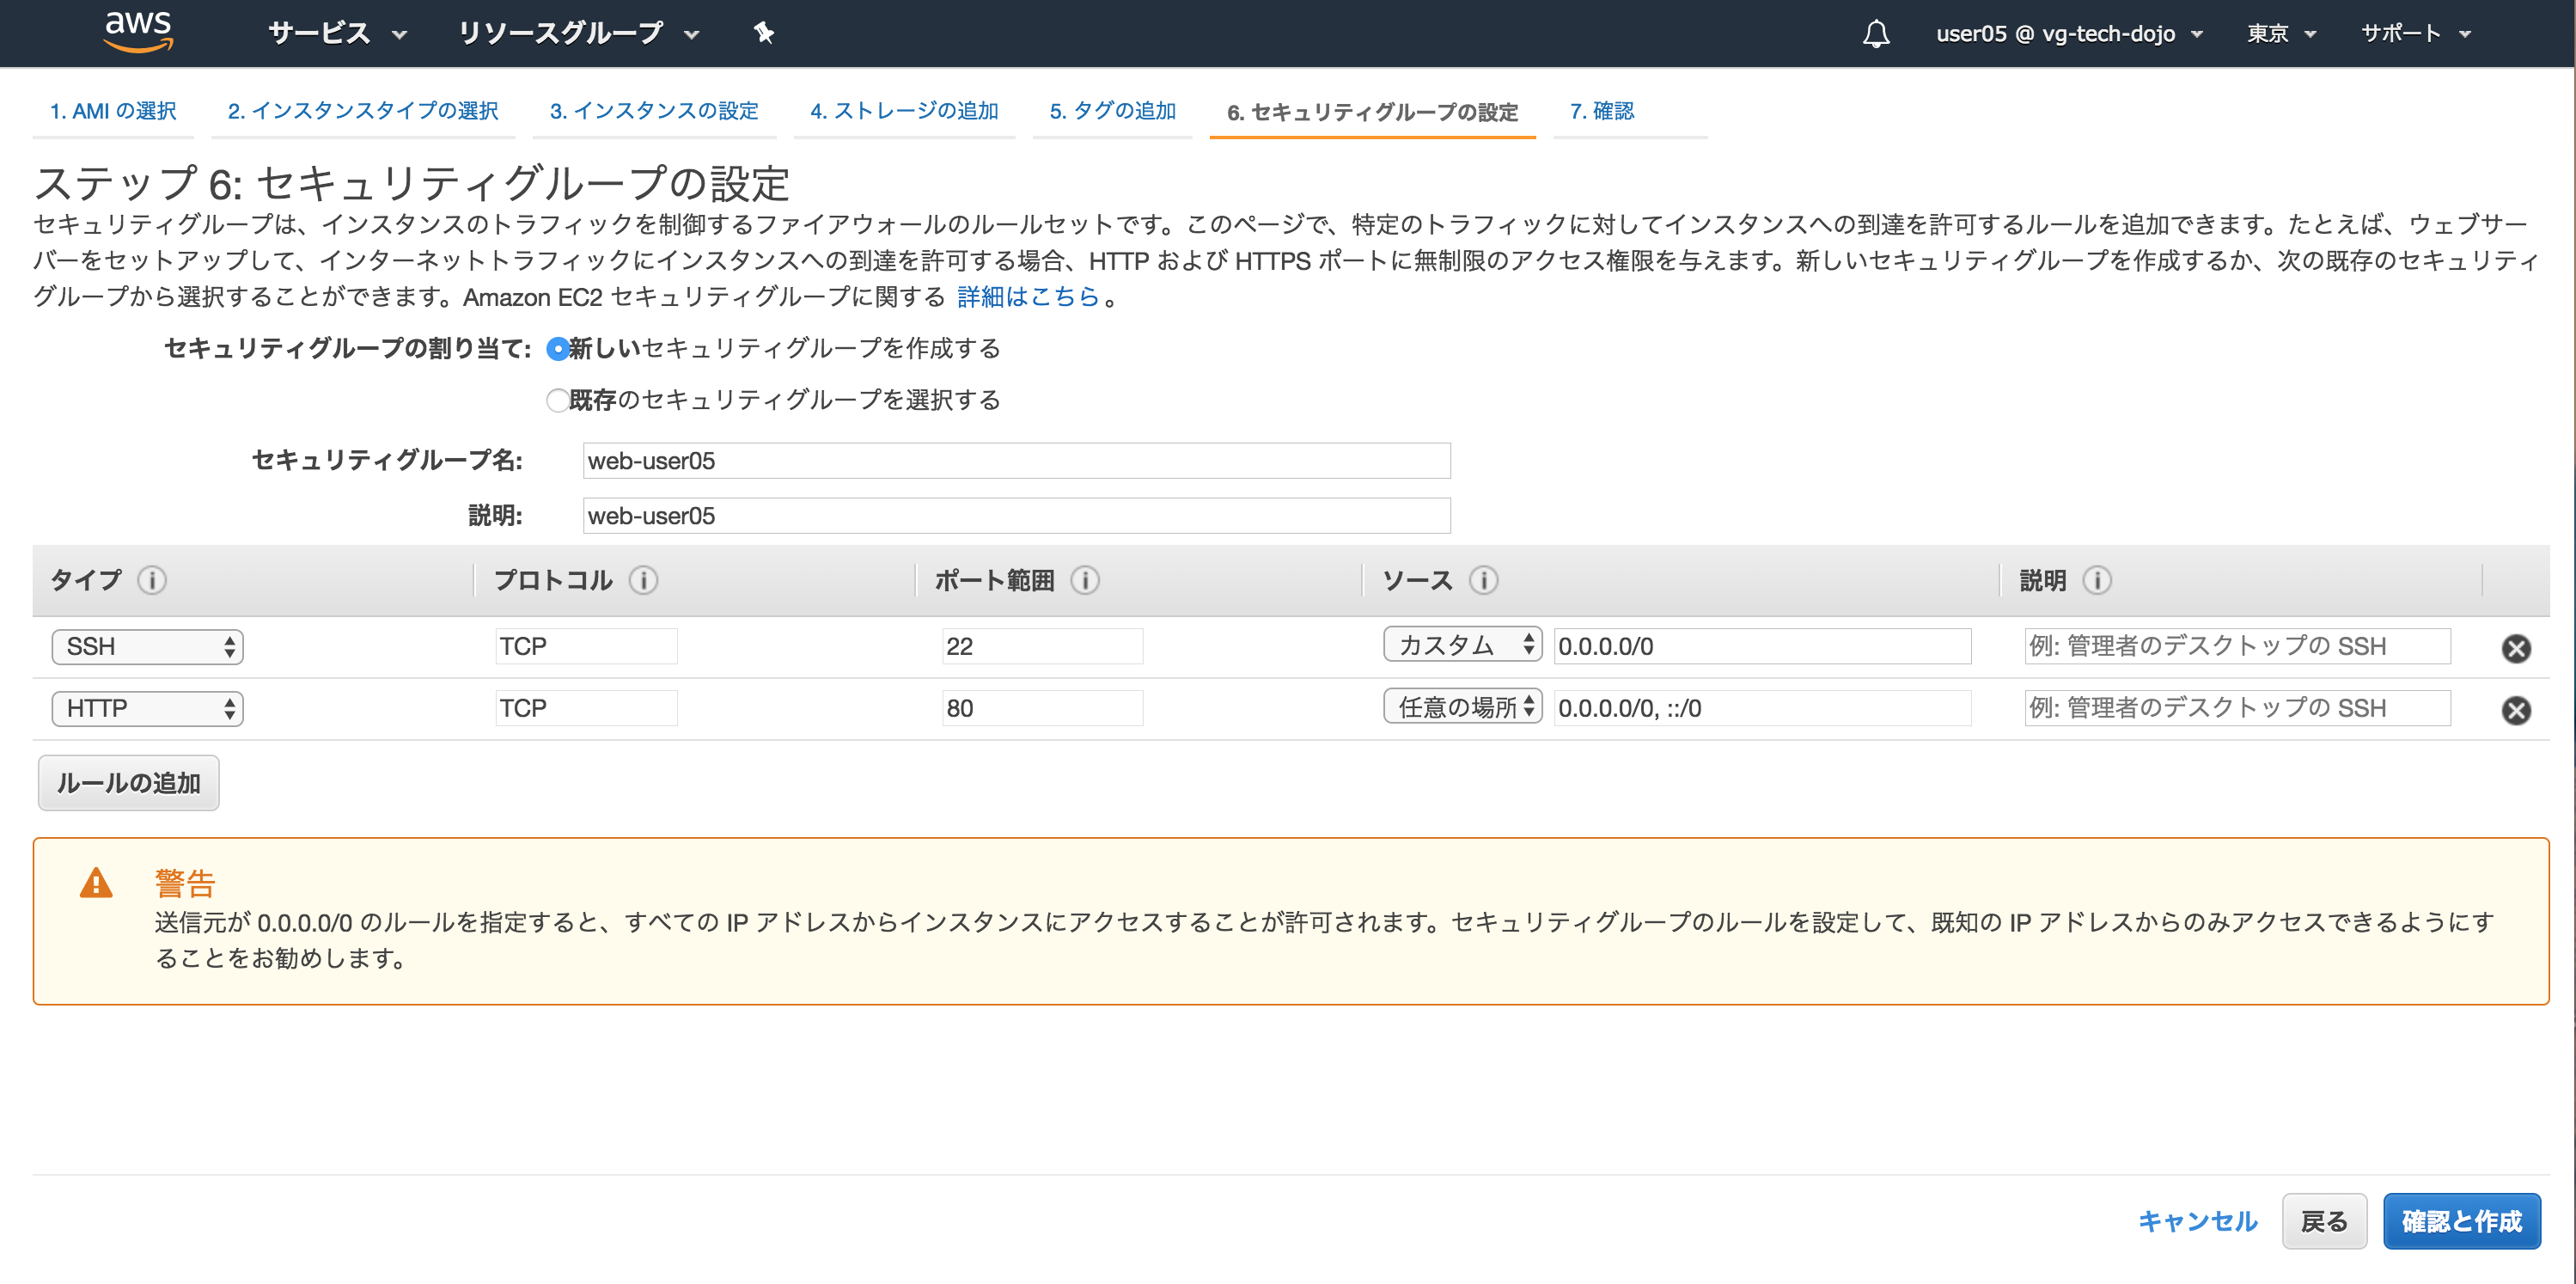 aws サービス リソースグループ user05 @ vg-tech-dojo 東京 サポート
1. AMI の選択 2. インスタンスタイプの選択 3. インスタンスの設定 4. ストレージの追加 5. タグの追加 6. セキュリティグループの設定 7. 確認
ステップ 6: セキュリティグループの設定
セキュリティグループは、インスタンスのトラフィックを制御するファイアウォールのルールセットです。このページで、特定のトラフィックに対してインスタンスへの到達を許可するルールを追加できます。たとえば、ウェブサー
バーをセットアップして、インターネットトラフィックにインスタンスへの到達を許可する場合、HTTP および HTTPS ポートに無制限のアクセス権限を与えます。新しいセキュリティグループを作成するか、次の既存のセキュリティ
グループから選択することができます。Amazon EC2 セキュリティグループに関する 詳細はこちら 。
セキュリティグループの割り当て: 新しいセキュリティグループを作成する
既存のセキュリティグループを選択する
セキュリティグループ名: web-user05
説明: web-user05
タイプ プロトコル ポート範囲 ソース 説明
SSH TCP 22 カスタム 0.0.0.0/0 例: 管理者のデスクトップの SSH
HTTP TCP 80 任意の場所 0.0.0.0/0, ::/0 例: 管理者のデスクトップの SSH
ルールの追加
警告
送信元が 0.0.0.0/0 のルールを指定すると、すべての IP アドレスからインスタンスにアクセスすることが許可されます。セキュリティグループのルールを設定して、既知の IP アドレスからのみアクセスできるようにす
ることをお勧めします。
キャンセル 戻る 確認と作成